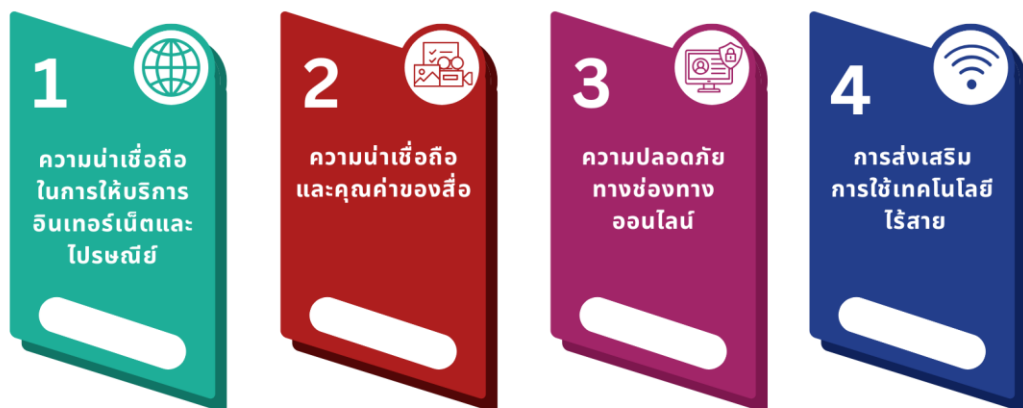 1
ความน่าเชื่อถือ
ในการให้บริการ
อินเทอร์เน็ตและ
ไปรษณีย์
2
ความน่าเชื่อถือ
และคุณค่าของสื่อ
3
ความปลอดภัย
ทางช่องทาง
ออนไลน์
4
การส่งเสริม
การใช้เทคโนโลยี
ไร้สาย